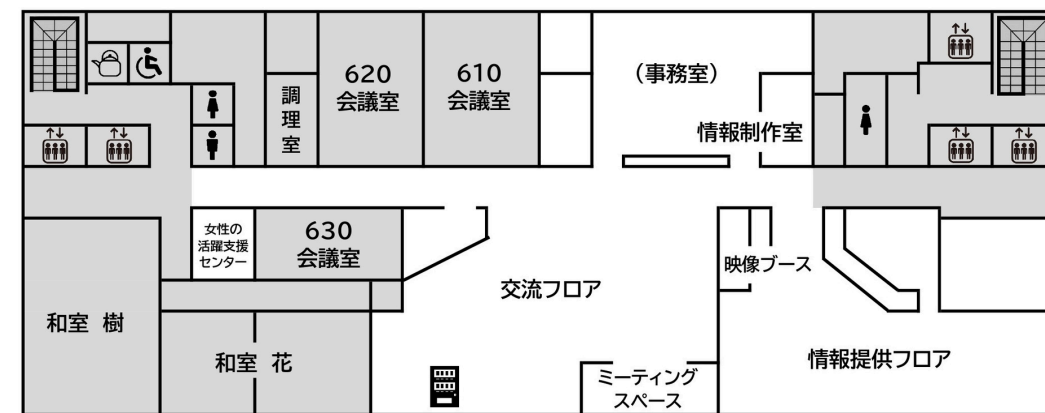 620
会議室
610
会議室
(事務室)
調
理
室
情報制作室
女性の
活躍支援
センター
630
会議室
映像ブース
交流フロア
和室 樹
和室 花
情報提供フロア
ミーティング
スペース